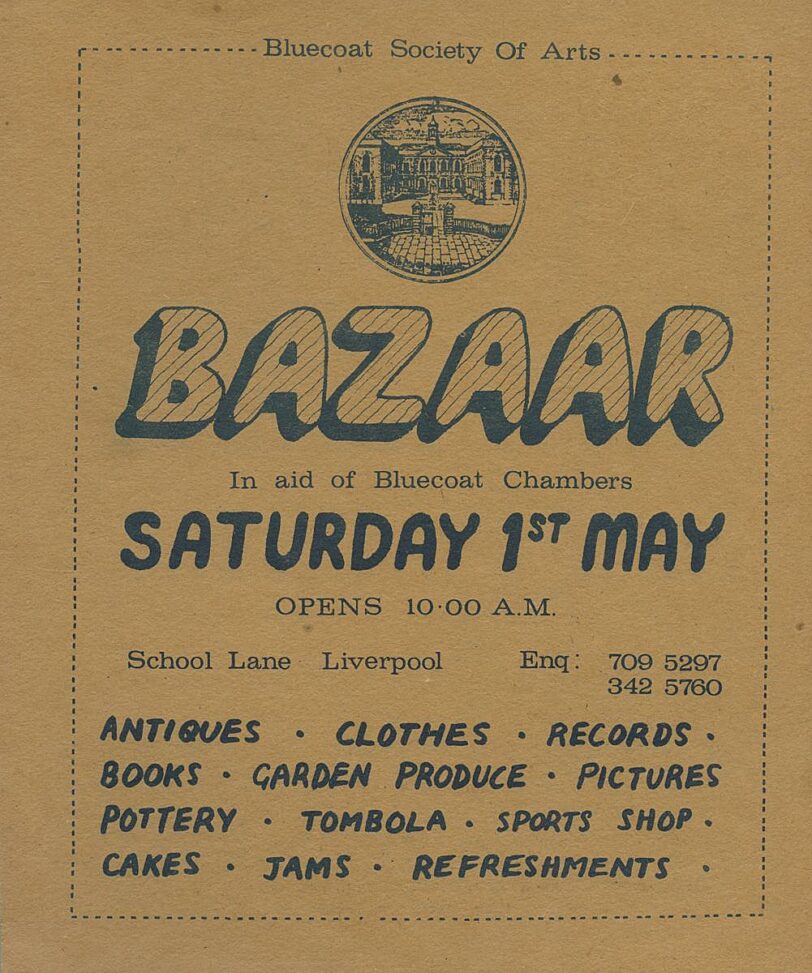 Bluecoat Society Of Arts
BAZAAR
In aid of Bluecoat Chambers
SATURDAY 1ST MAY
OPENS 10·00 A.M.
School Lane Liverpool Enq: 709 5297
342 5760
ANTIQUES · CLOTHES · RECORDS ·
BOOKS · GARDEN PRODUCE · PICTURES
POTTERY · TOMBOLA · SPORTS SHOP ·
CAKES · JAMS · REFRESHMENTS ·